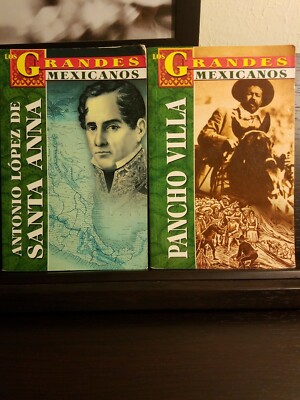 LOS GRANDES
MEXICANOS
ANTONIO LÓPEZ DE
SANTA ANNA
LOS GRANDES
MEXICANOS
PANCHO VILLA